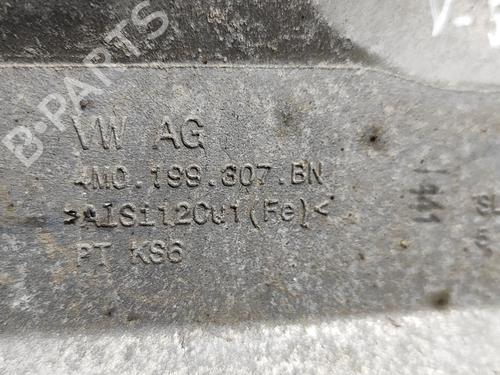 B-PARTS
VW AG
4M0.199.307.BN
>AlSi12Cu1(Fe)<
PT KS6